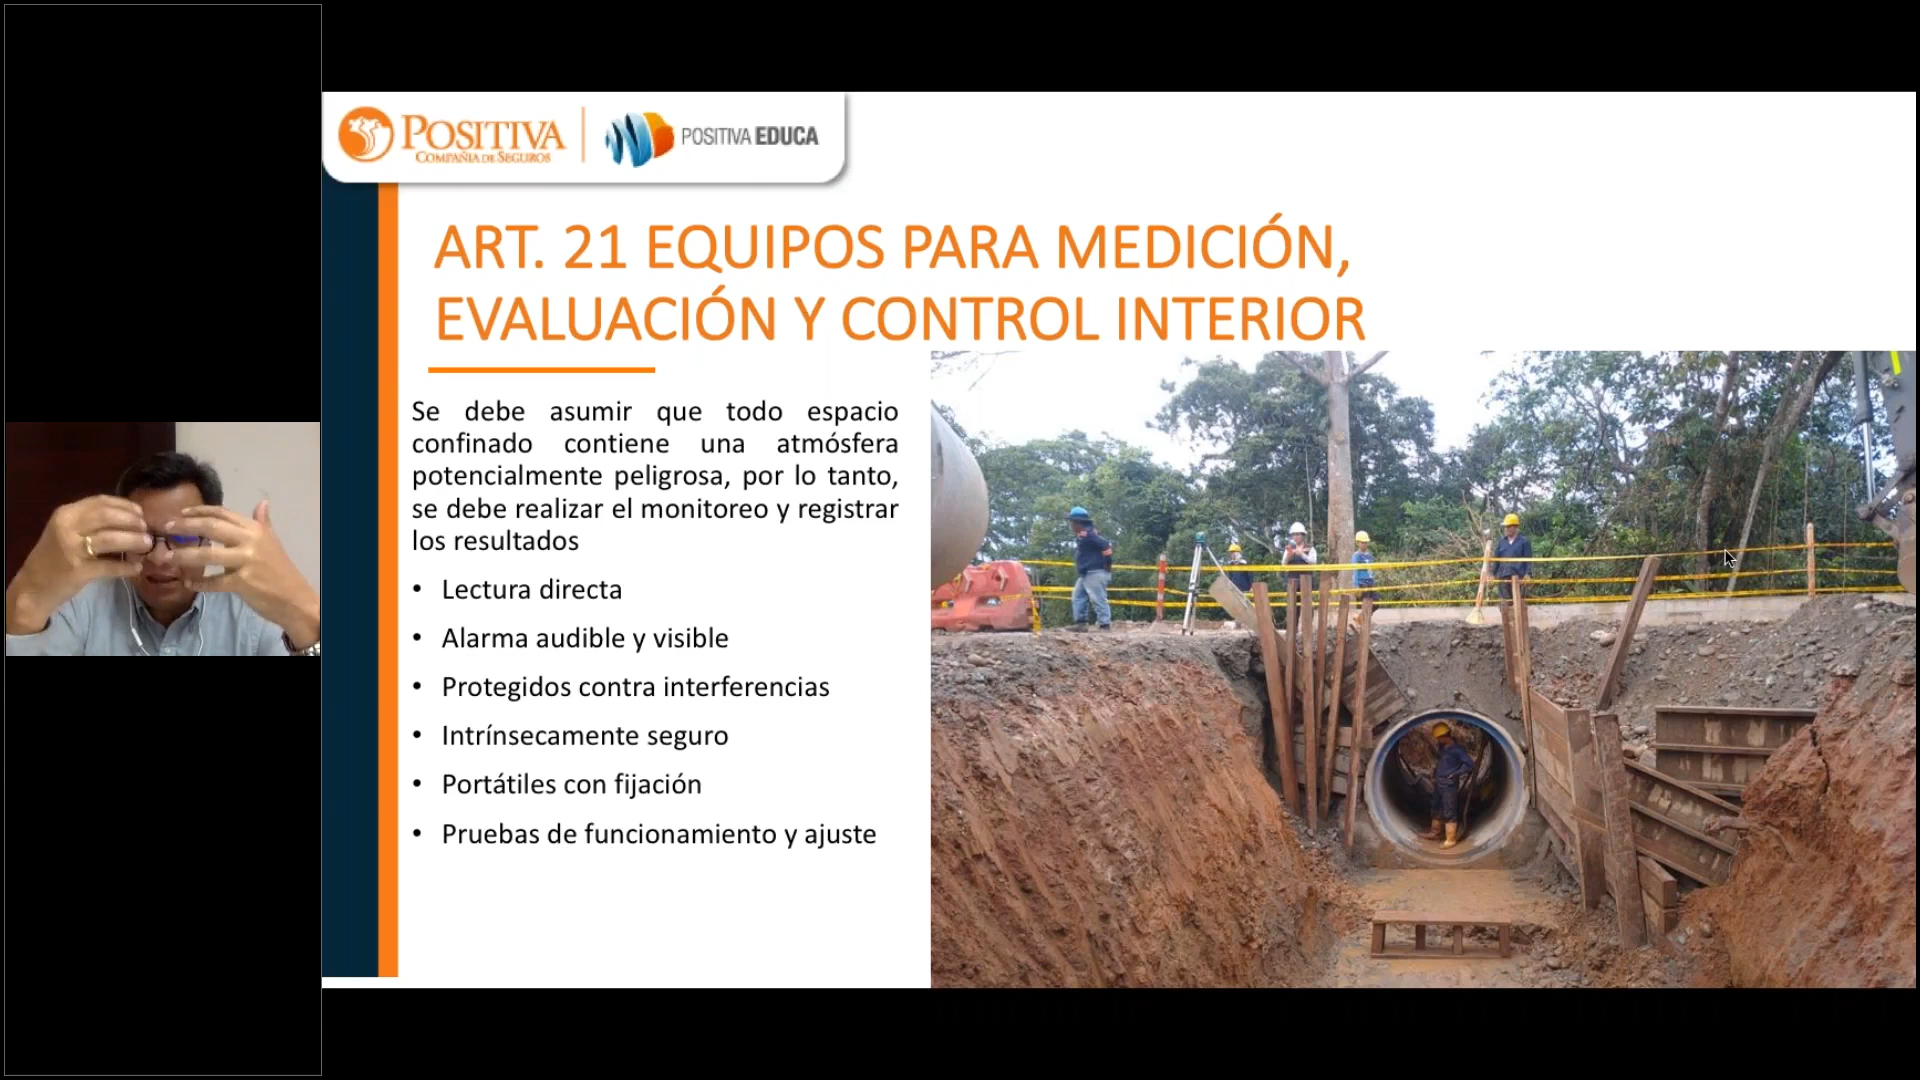 POSITIVA
COMPAÑIA DE SEGUROS
POSITIVA EDUCA
ART. 21 EQUIPOS PARA MEDICIÓN,
EVALUACIÓN Y CONTROL INTERIOR
Se debe asumir que todo espacio
confinado contiene una atmósfera
potencialmente peligrosa, por lo tanto,
se debe realizar el monitoreo y registrar
los resultados
• Lectura directa
• Alarma audible y visible
• Protegidos contra interferencias
• Intrínsecamente seguro
• Portátiles con fijación
• Pruebas de funcionamiento y ajuste